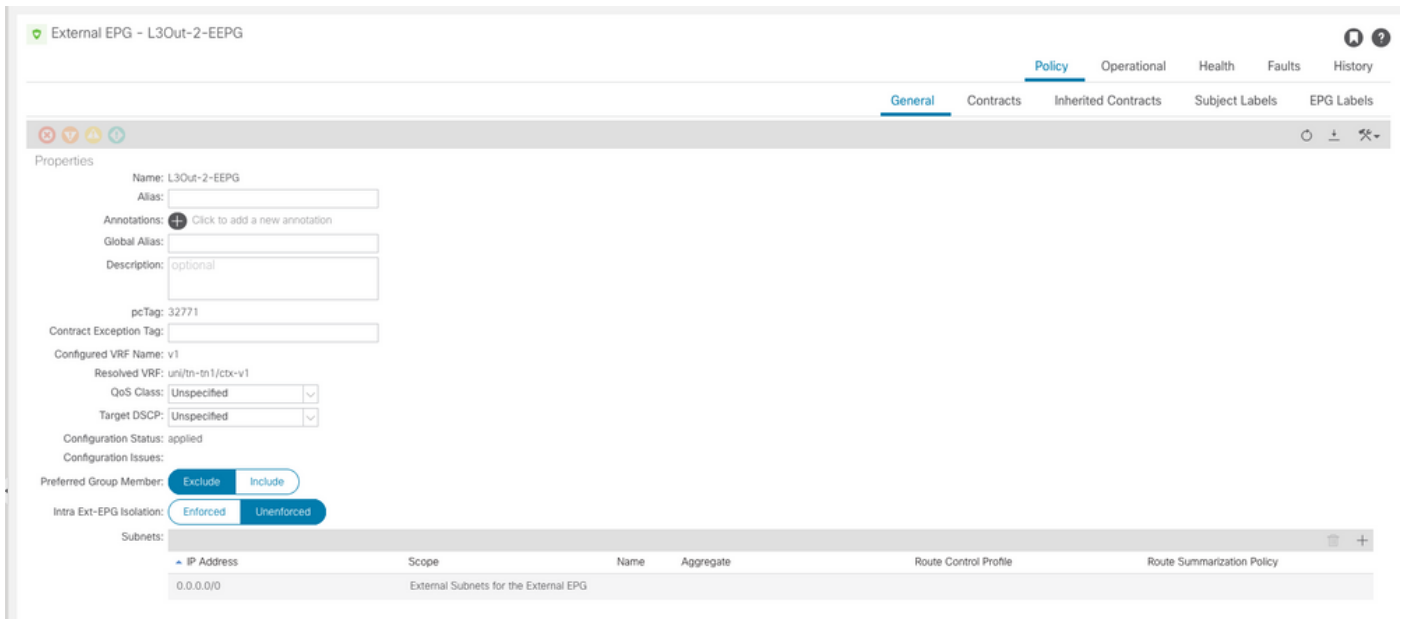 External EPG - L3Out-2-EEPG
Policy Operational Health Faults History
General Contracts Inherited Contracts Subject Labels EPG Labels
Properties
Name: L3Out-2-EEPG
Alias:
Annotations: Click to add a new annotation
Global Alias:
Description: optional
pcTag: 32771
Contract Exception Tag:
Configured VRF Name: v1
Resolved VRF: uni/tn-tn1/ctx-v1
QoS Class: Unspecified
Target DSCP: Unspecified
Configuration Status: applied
Configuration Issues:
Preferred Group Member: Exclude Include
Intra Ext-EPG Isolation: Enforced Unenforced
Subnets:
IP Address Scope Name Aggregate Route Control Profile Route Summarization Policy
0.0.0.0/0 External Subnets for the External EPG